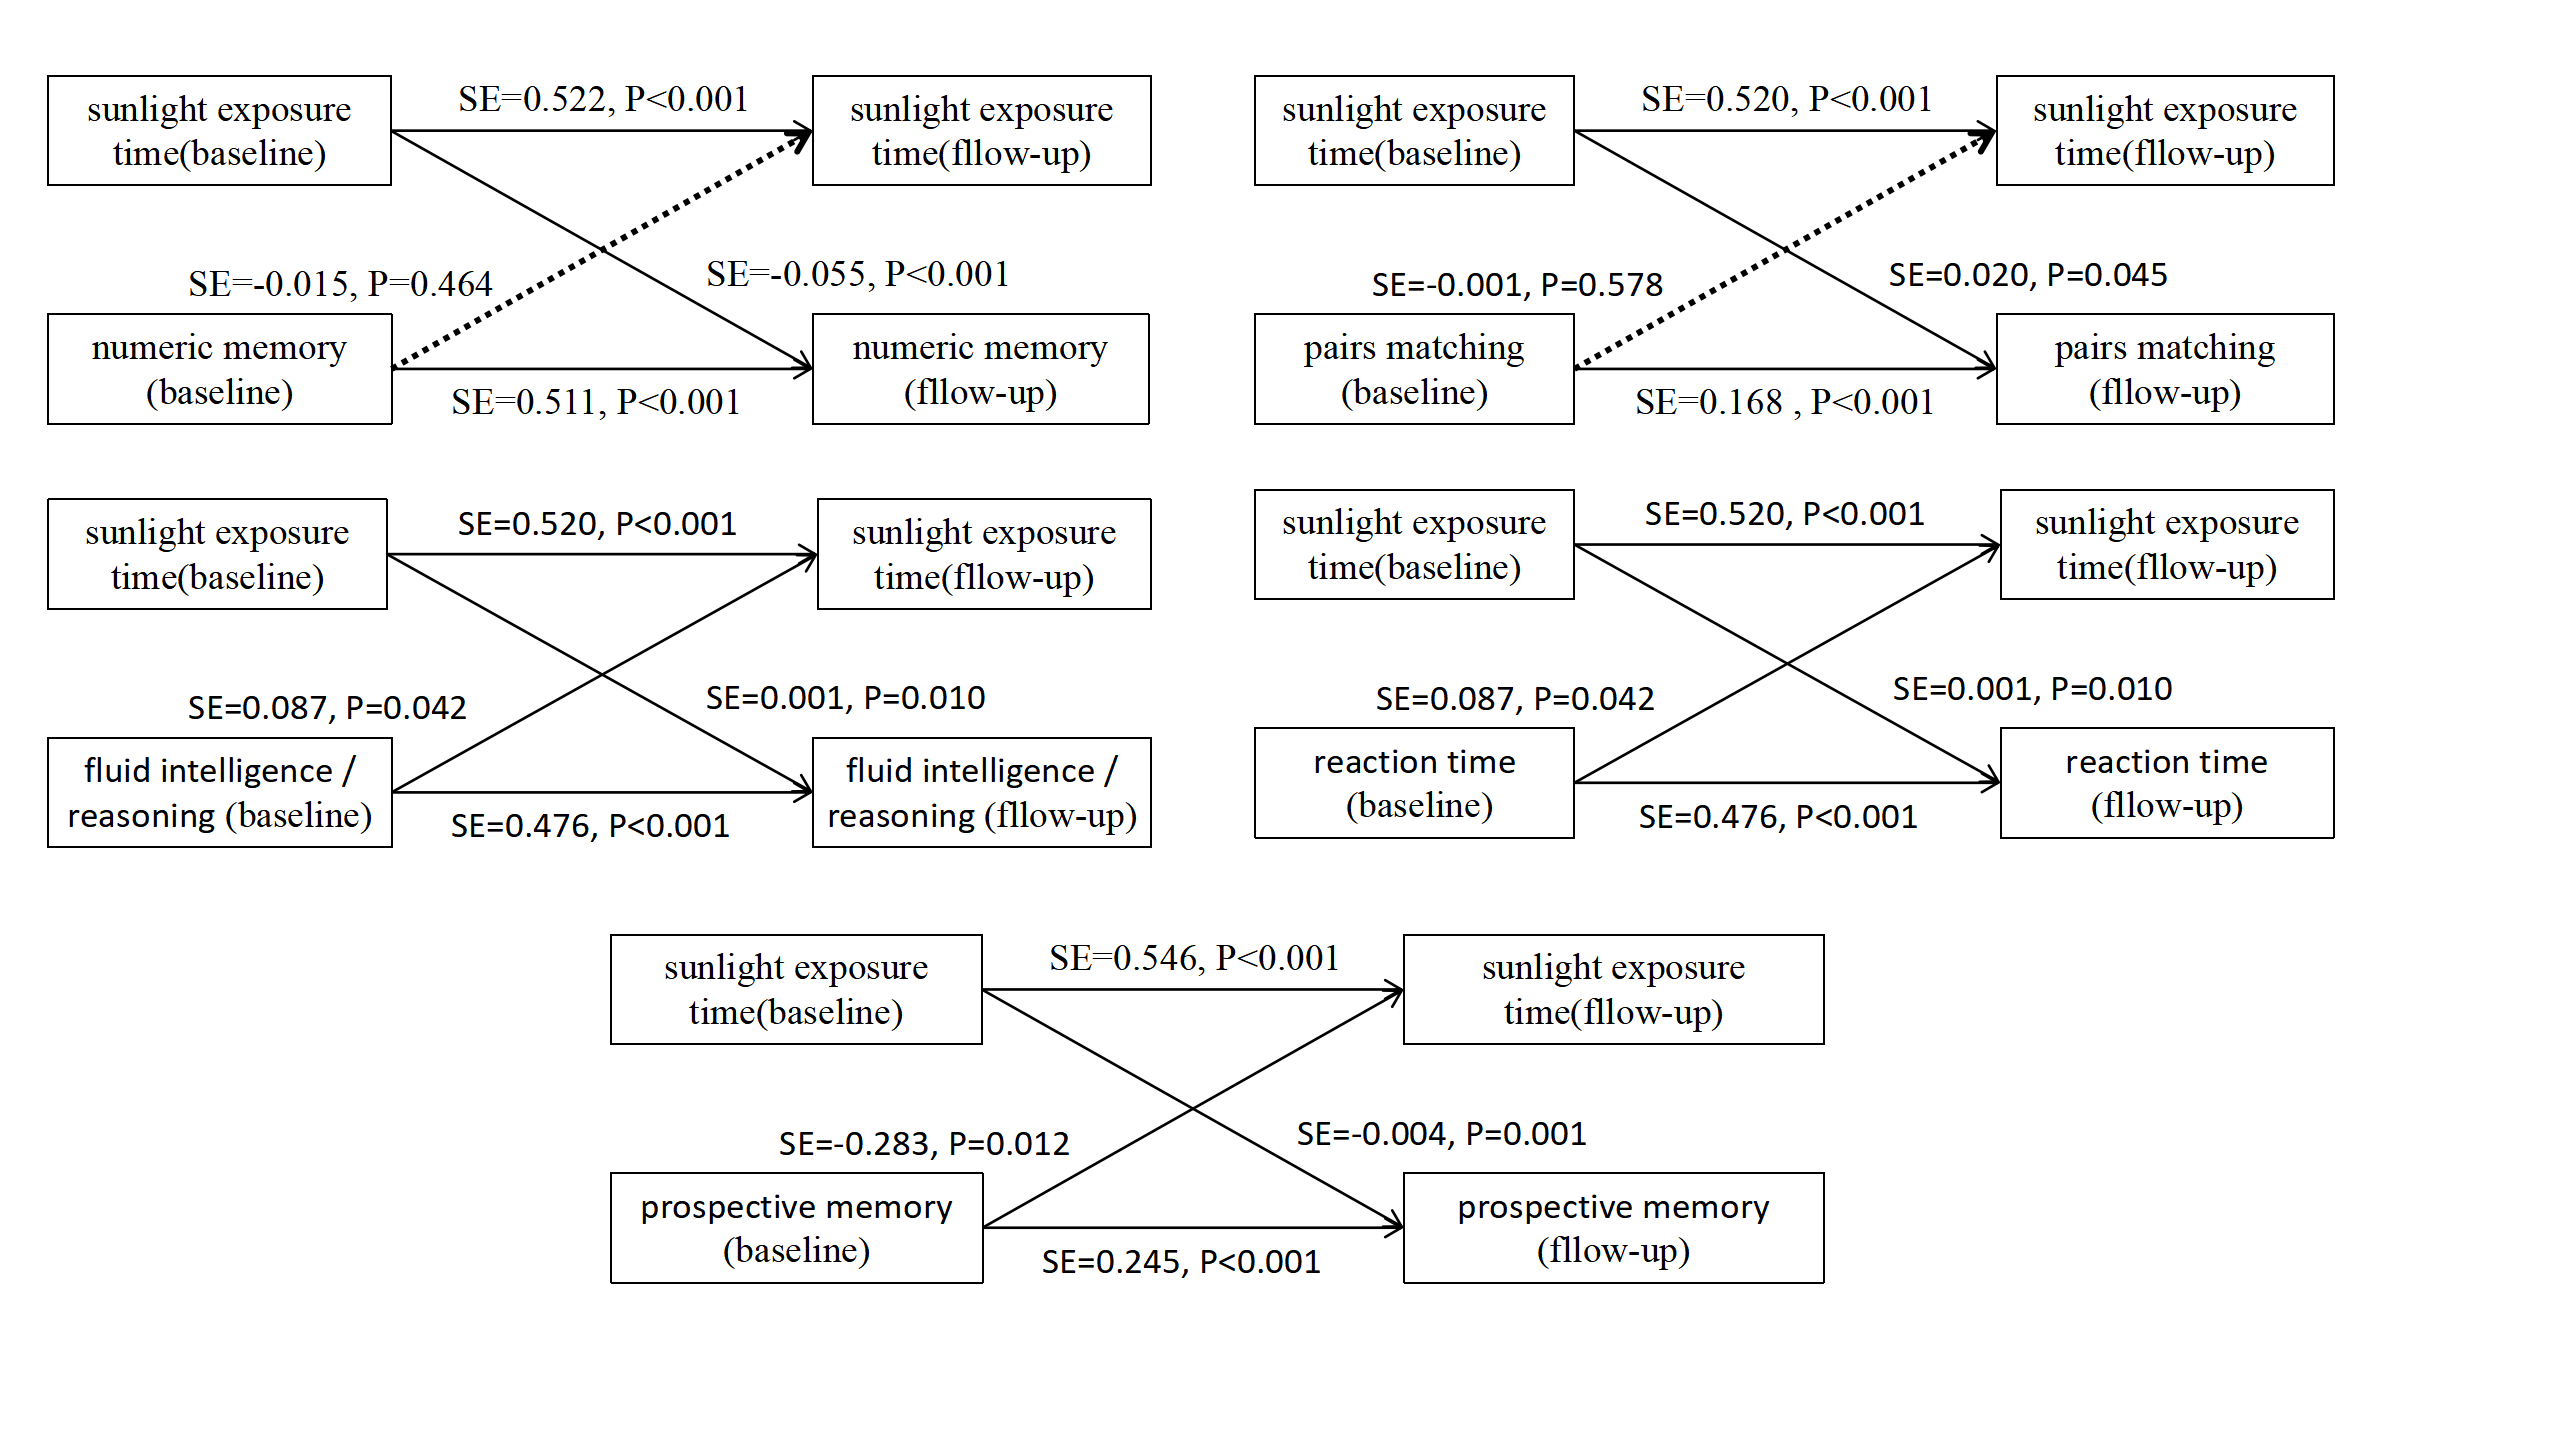 SE=0.522, P<0.001
sunlight exposure
time(baseline)
sunlight exposure
time(fllow-up)
SE=-0.015, P=0.464
SE=-0.055, P<0.001
numeric memory
(baseline)
numeric memory
(fllow-up)
SE=0.511, P<0.001
SE=0.520, P<0.001
sunlight exposure
time(baseline)
sunlight exposure
time(fllow-up)
SE=-0.001, P=0.578
SE=0.020, P=0.045
pairs matching
(baseline)
pairs matching
(fllow-up)
SE=0.168 , P<0.001
SE=0.520, P<0.001
sunlight exposure
time(baseline)
sunlight exposure
time(fllow-up)
SE=0.087, P=0.042
SE=0.001, P=0.010
fluid intelligence /
reasoning (baseline)
fluid intelligence /
reasoning (fllow-up)
SE=0.476, P<0.001
SE=0.520, P<0.001
sunlight exposure
time(baseline)
sunlight exposure
time(fllow-up)
SE=0.087, P=0.042
SE=0.001, P=0.010
reaction time
(baseline)
reaction time
(fllow-up)
SE=0.476, P<0.001
SE=0.546, P<0.001
sunlight exposure
time(baseline)
sunlight exposure
time(fllow-up)
SE=-0.283, P=0.012
SE=-0.004, P=0.001
prospective memory
(baseline)
prospective memory
(fllow-up)
SE=0.245, P<0.001